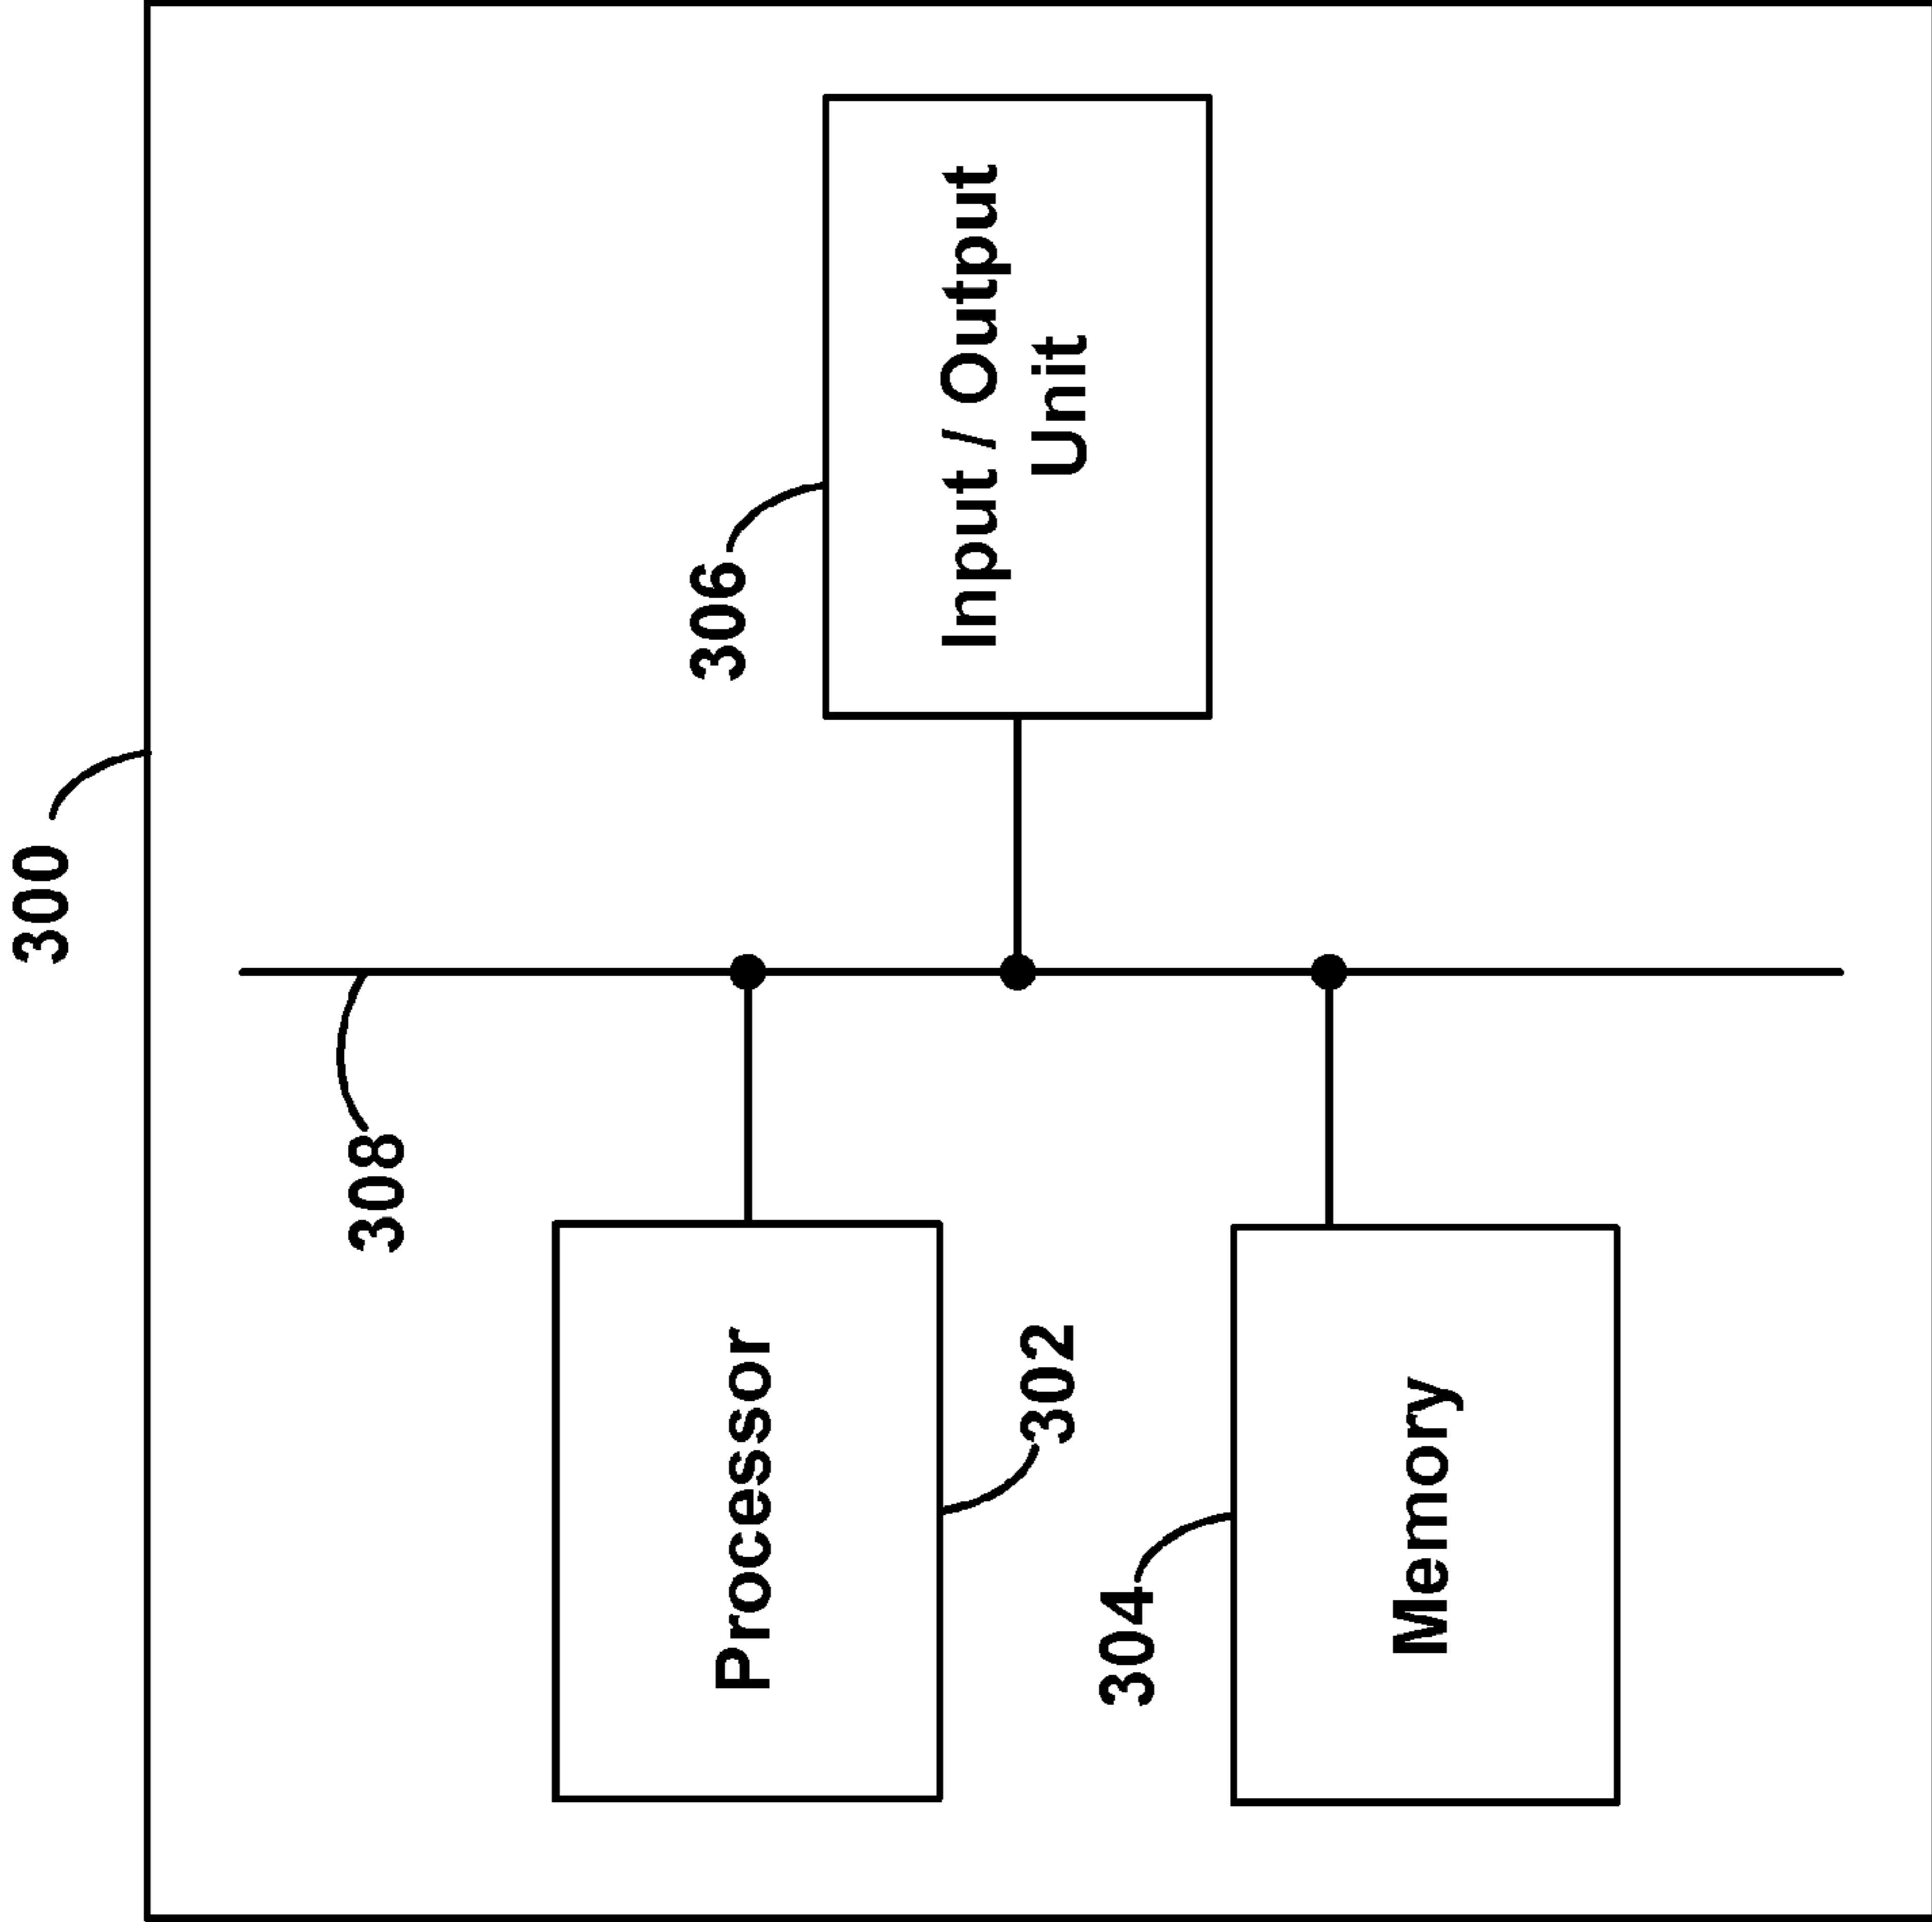 300
308
306
Input / Output
Unit
Processor
302
304
Memory